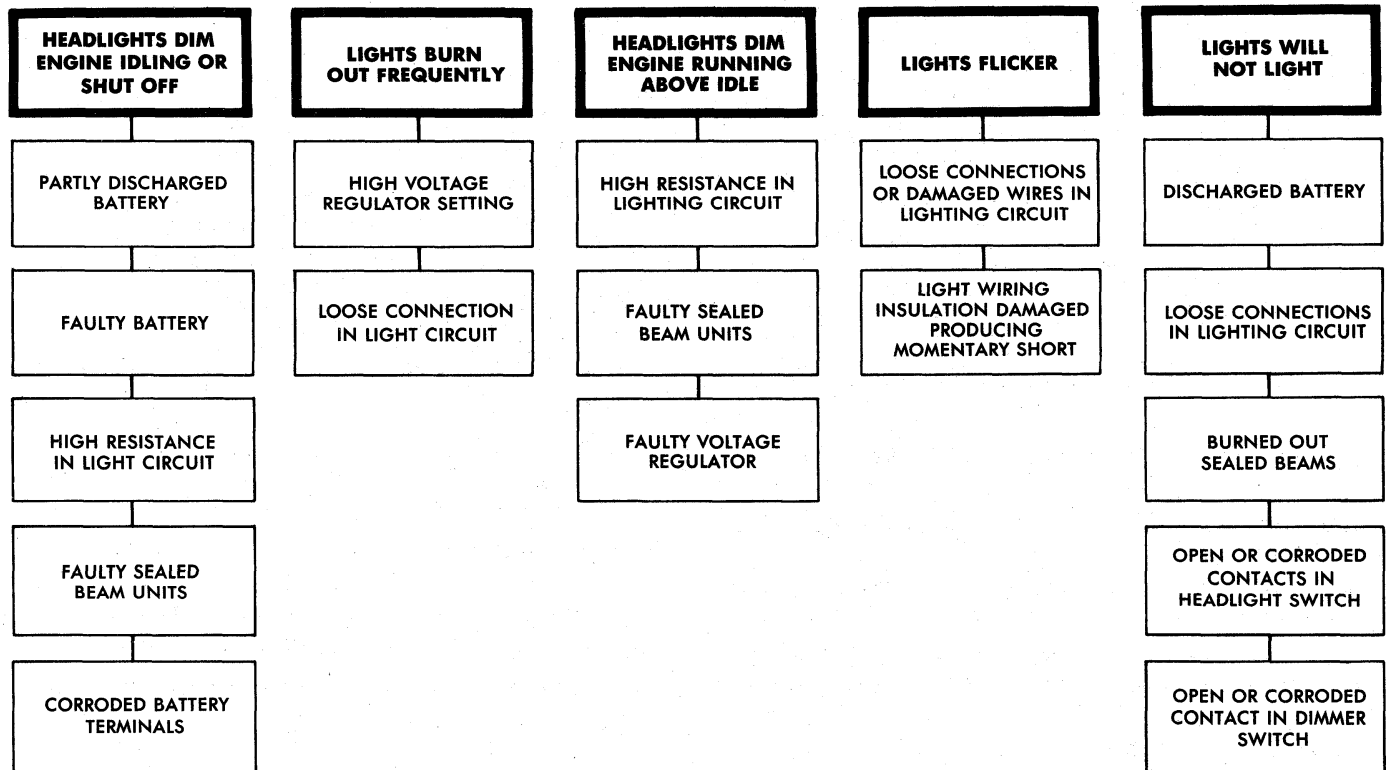 HEADLIGHTS DIM
ENGINE IDLING OR
SHUT OFF
PARTLY DISCHARGED
BATTERY
FAULTY BATTERY
HIGH RESISTANCE
IN LIGHT CIRCUIT
FAULTY SEALED
BEAM UNITS
CORRODED BATTERY
TERMINALS
LIGHTS BURN
OUT FREQUENTLY
HIGH VOLTAGE
REGULATOR SETTING
LOOSE CONNECTION
IN LIGHT CIRCUIT
HEADLIGHTS DIM
ENGINE RUNNING
ABOVE IDLE
HIGH RESISTANCE IN
LIGHTING CIRCUIT
FAULTY SEALED
BEAM UNITS
FAULTY VOLTAGE
REGULATOR
LIGHTS FLICKER
LOOSE CONNECTIONS
OR DAMAGED WIRES IN
LIGHTING CIRCUIT
LIGHT WIRING
INSULATION DAMAGED
PRODUCING
MOMENTARY SHORT
LIGHTS WILL
NOT LIGHT
DISCHARGED BATTERY
LOOSE CONNECTIONS
IN LIGHTING CIRCUIT
BURNED OUT
SEALED BEAMS
OPEN OR CORRODED
CONTACTS IN
HEADLIGHT SWITCH
OPEN OR CORRODED
CONTACT IN DIMMER
SWITCH